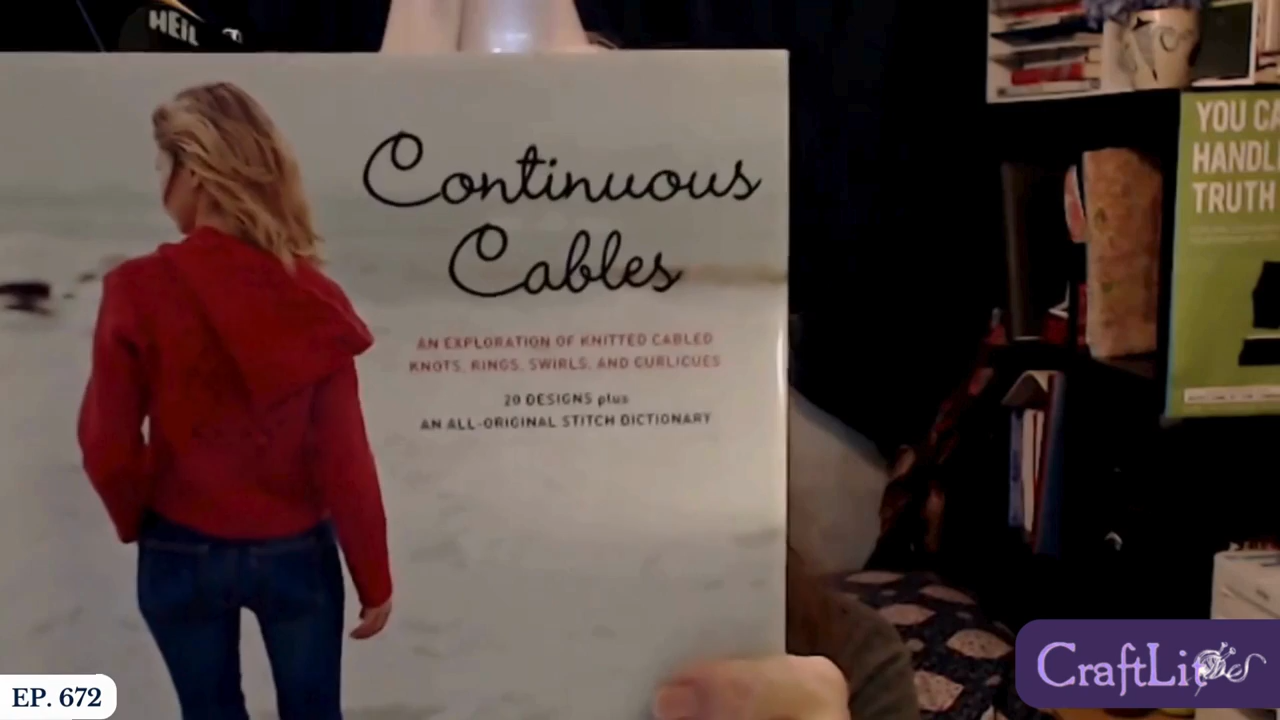 HEIL
Continuous
Cables
AN EXPLORATION OF KNITTED CABLED
KNOTS, RINGS, SWIRLS, AND CURLICUES
20 DESIGNS plus
AN ALL-ORIGINAL STITCH DICTIONARY
YOU CA
HANDL
TRUTH
EP. 672
CraftLit